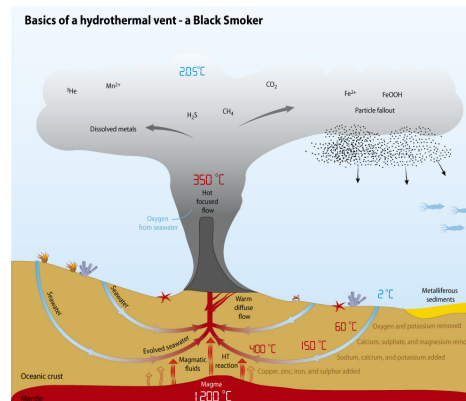 Basics of a hydrothermal vent - a Black Smoker
2.05°C
³He
Mn²⁺
CO₂
Fe²⁺
FeOOH
H₂S
CH₄
Particle fallout
Dissolved metals
350 °C
Hot
focused
flow
Oxygen
from seawater
2 °C
Metalliferous
sediments
Seawater
Seawater
Warm
diffuse
flow
60 °C
Oxygen and potassium removed
Evolved seawater
400 °C
150 °C
Calcium, sulphate, and magnesium remo
Magmatic
fluids
HT
reaction
Sodium, calcium, and potassium added
Oceanic crust
Copper, zinc, iron, and sulphur added
Magma
1200 °C
Mantle